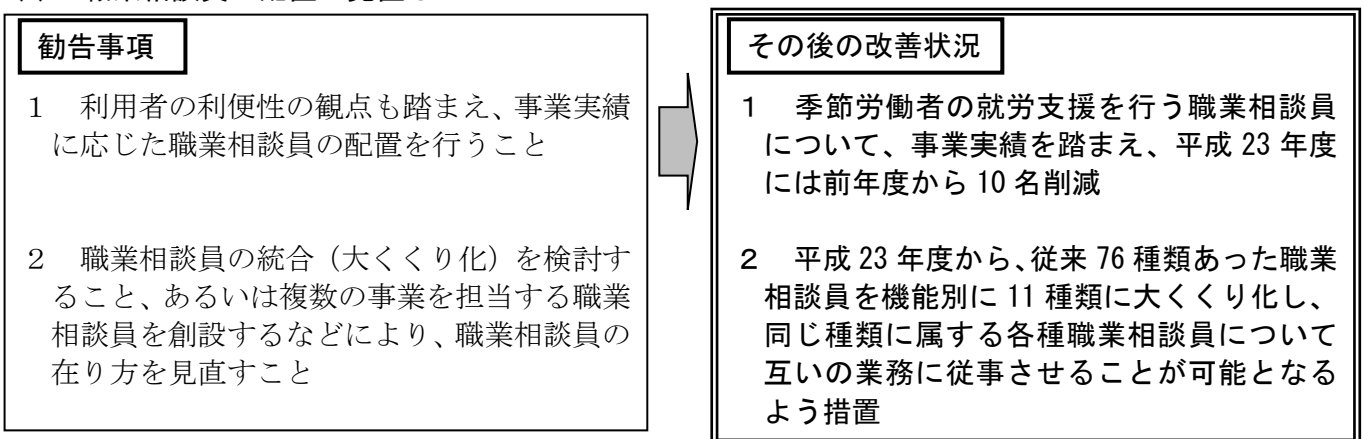 勧告事項
１　利用者の利便性の観点も踏まえ、事業実績
に応じた職業相談員の配置を行うこと
２　職業相談員の統合（大くくり化）を検討す
ること、あるいは複数の事業を担当する職業
相談員を創設するなどにより、職業相談員の
在り方を見直すこと
その後の改善状況
１　季節労働者の就労支援を行う職業相談員
について、事業実績を踏まえ、平成 23 年度
には前年度から 10 名削減
２　平成 23 年度から、従来 76 種類あった職業
相談員を機能別に 11 種類に大くくり化し、
同じ種類に属する各種職業相談員について
互いの業務に従事させることが可能となる
よう措置